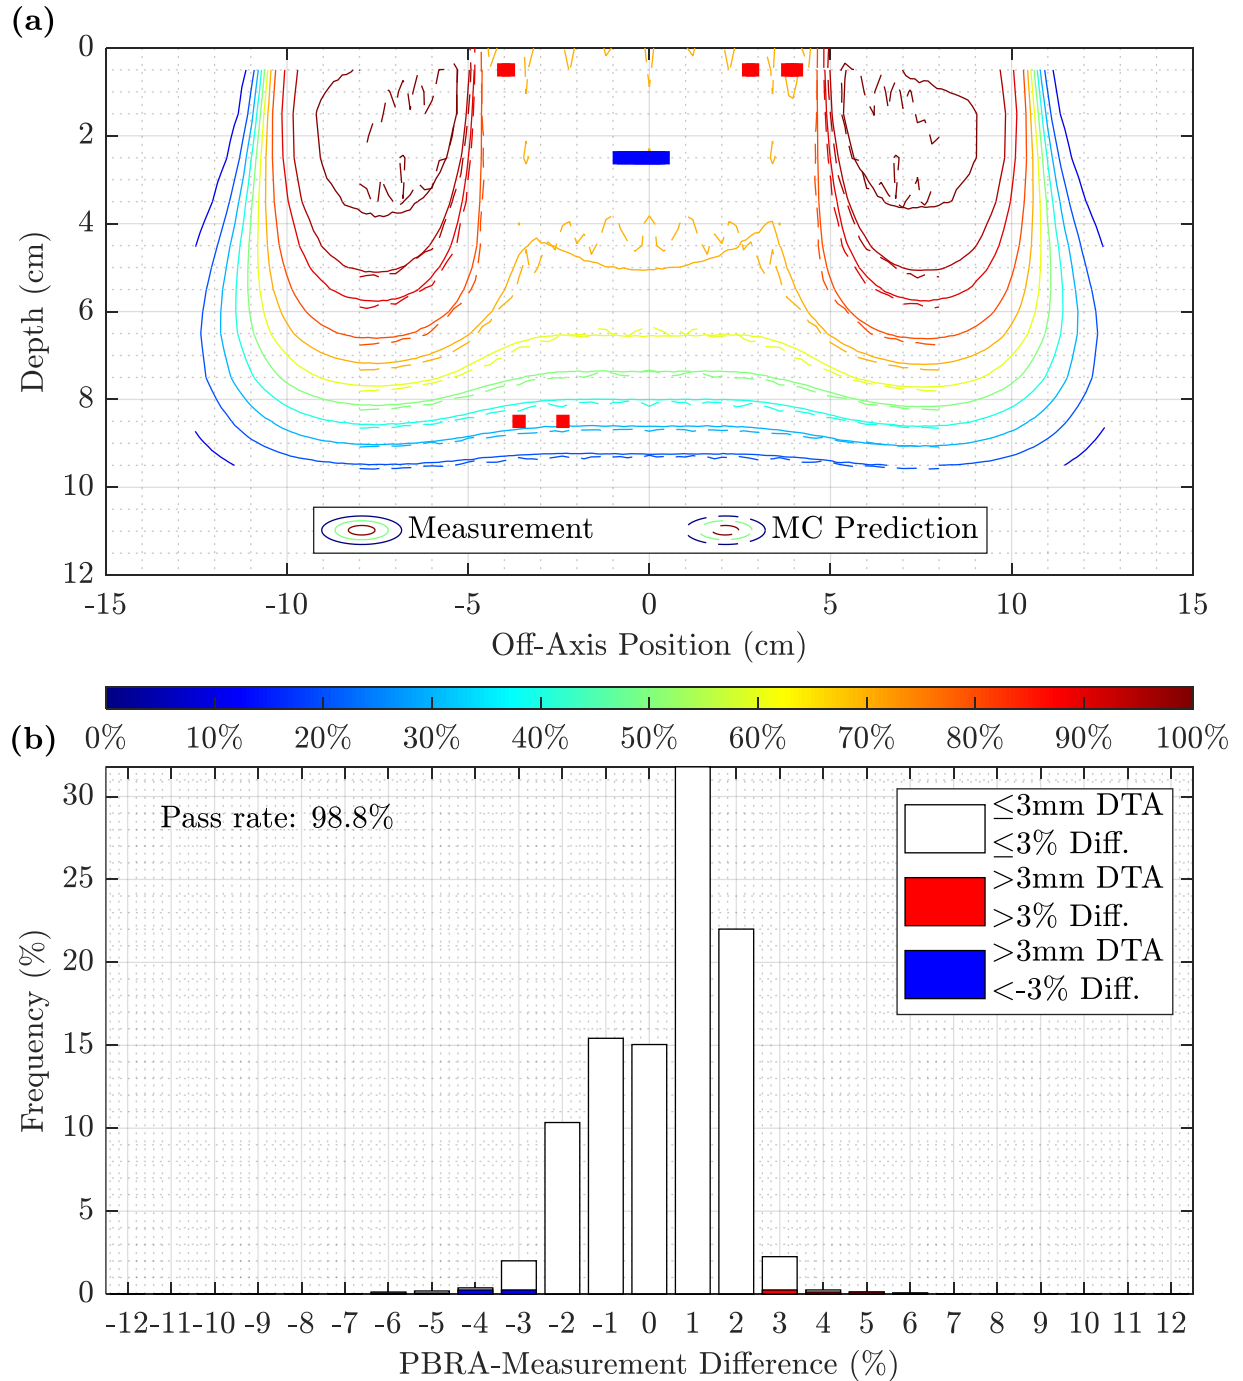 (a)
0
2
4
6
8
10
12
Depth (cm)
Measurement MC Prediction
-15 -10 -5 0 5 10 15
Off-Axis Position (cm)
0% 10% 20% 30% 40% 50% 60% 70% 80% 90% 100%
(b)
30
25
20
15
10
5
0
Frequency (%)
Pass rate: 98.8%
≤3mm DTA
≤3% Diff.
>3mm DTA
>3% Diff.
>3mm DTA
<-3% Diff.
-12 -11 -10 -9 -8 -7 -6 -5 -4 -3 -2 -1 0 1 2 3 4 5 6 7 8 9 10 11 12
PBRA-Measurement Difference (%)